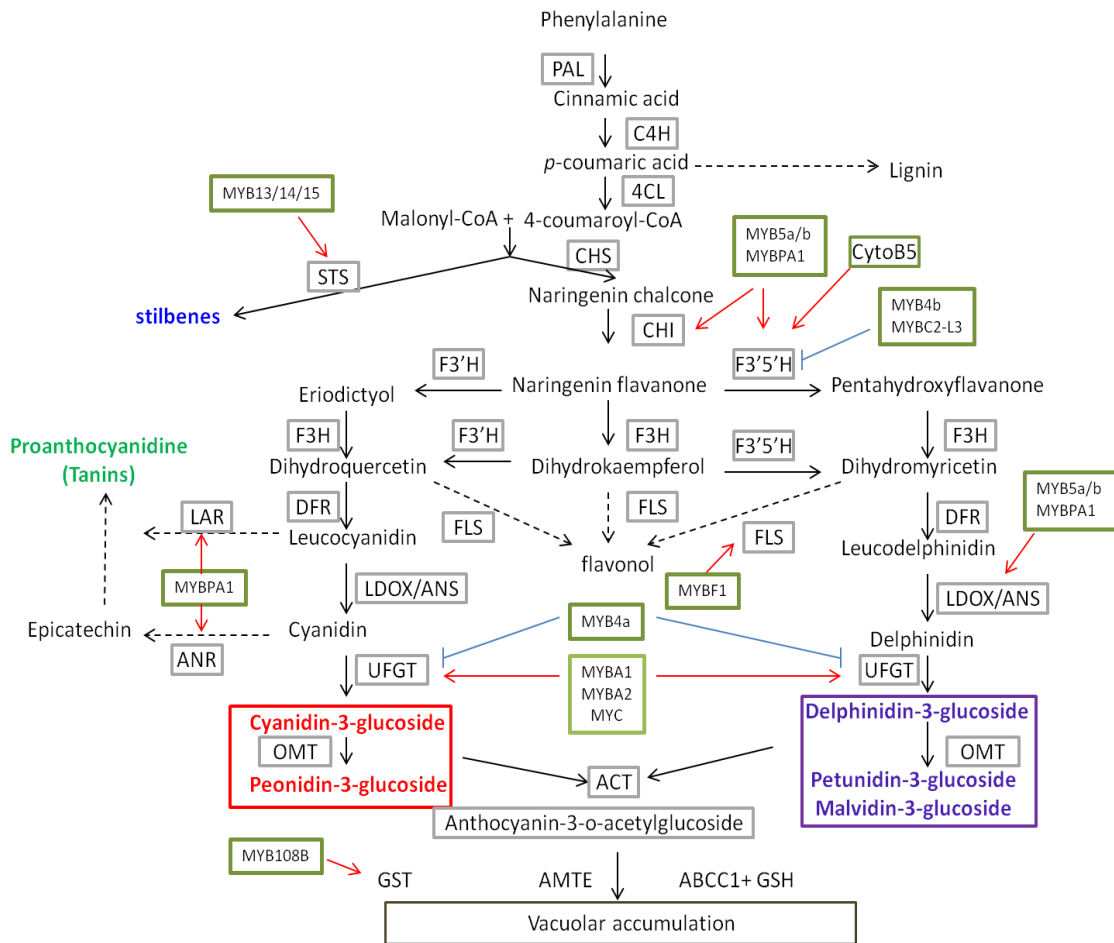 Phenylalanine
PAL
Cinnamic acid
C4H
p-coumaric acid
Lignin
MYB13/14/15
4CL
Malonyl-CoA + 4-coumaroyl-CoA
MYB5a/b
MYBPA1
CytoB5
CHS
STS
Naringenin chalcone
stilbenes
MYB4b
MYBC2-L3
CHI
F3'H
F3'5'H
Eriodictyol
Naringenin flavanone
Pentahydroxyflavanone
F3H
F3'H
F3H
F3'5'H
F3H
Proanthocyanidine
(Tanins)
Dihydroquercetin
Dihydrokaempferol
Dihydromyricetin
MYB5a/b
MYBPA1
LAR
DFR
FLS
FLS
FLS
DFR
Leucocyanidin
Leucodelphinidin
flavonol
MYBPA1
MYBF1
LDOX/ANS
LDOX/ANS
Epicatechin
Cyanidin
MYB4a
Delphinidin
ANR
UFGT
MYBA1
MYBA2
MYC
UFGT
Cyanidin-3-glucoside
Delphinidin-3-glucoside
OMT
OMT
Peonidin-3-glucoside
ACT
Petunidin-3-glucoside
Malvidin-3-glucoside
Anthocyanin-3-o-acetylglucoside
MYB108B
GST
AMTE
ABCC1+ GSH
Vacuolar accumulation